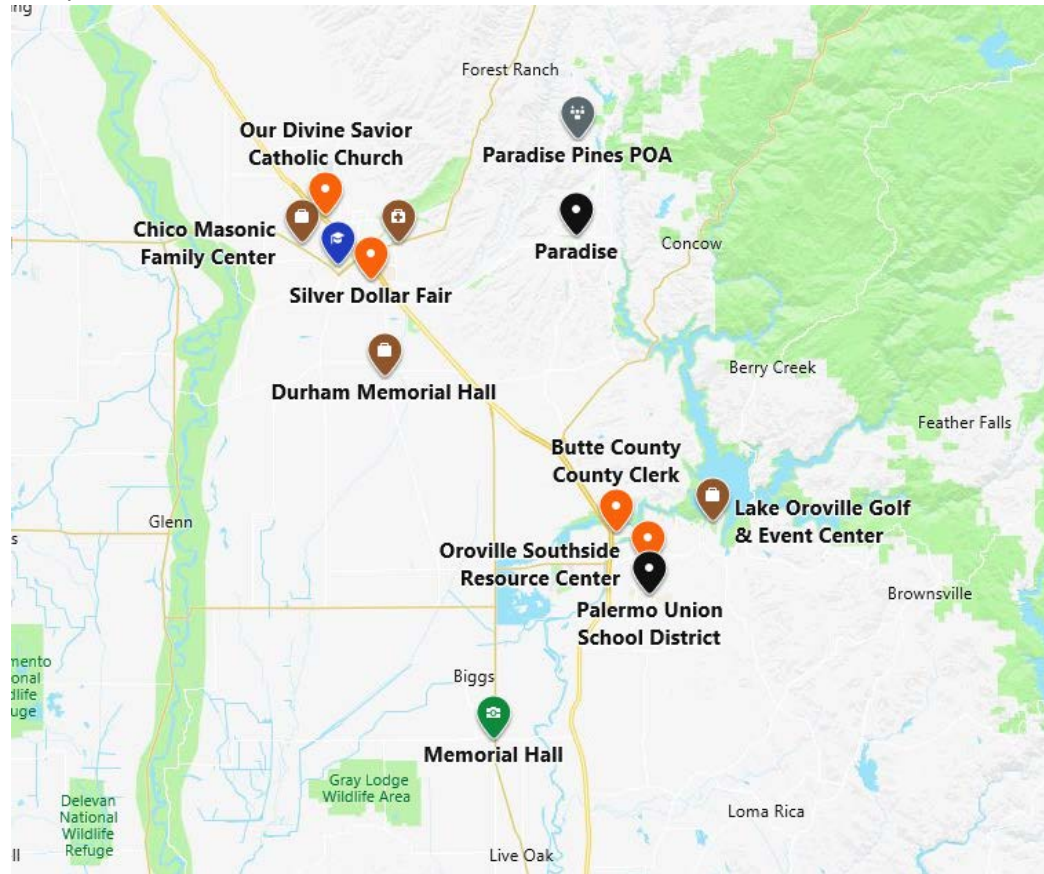 Forest Ranch
Our Divine Savior
Catholic Church
Paradise Pines POA
Chico Masonic
Family Center
Paradise
Concow
Silver Dollar Fair
Berry Creek
Durham Memorial Hall
Feather Falls
Butte County
County Clerk
Lake Oroville Golf
& Event Center
Glenn
Oroville Southside
Resource Center
Brownsville
Palermo Union
School District
Biggs
Memorial Hall
Gray Lodge
Wildlife Area
Delevan
National
Wildlife
Refuge
Loma Rica
Live Oak